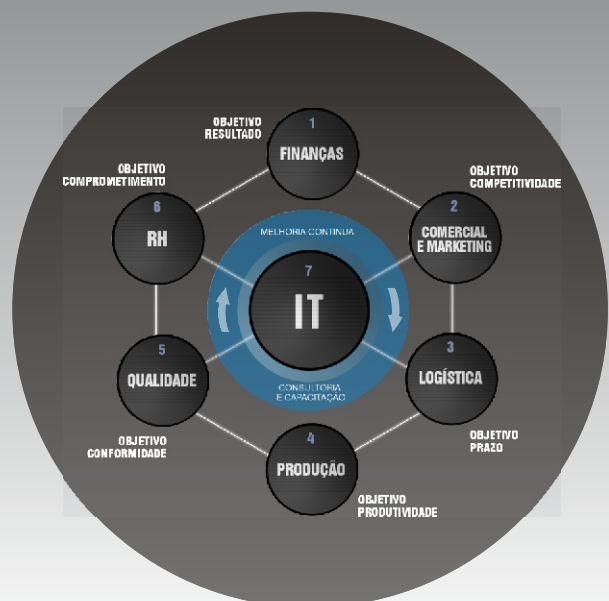 1
FINANÇAS
OBJETIVO
RESULTADO
2
COMERCIAL
E MARKETING
OBJETIVO
COMPETITIVIDADE
3
LOGÍSTICA
OBJETIVO
PRAZO
4
PRODUÇÃO
OBJETIVO
PRODUTIVIDADE
5
QUALIDADE
OBJETIVO
CONFORMIDADE
6
RH
OBJETIVO
COMPROMETIMENTO
MELHORIA CONTINUA
7
IT
CONSULTORIA
E CAPACITAÇÃO